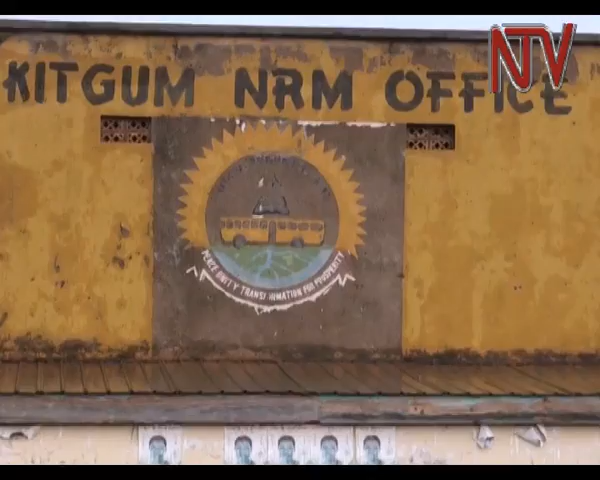 NTV
KITGUM NRM OFFICE
PEACE UNITY TRANSFORMATION FOR PROSPERITY